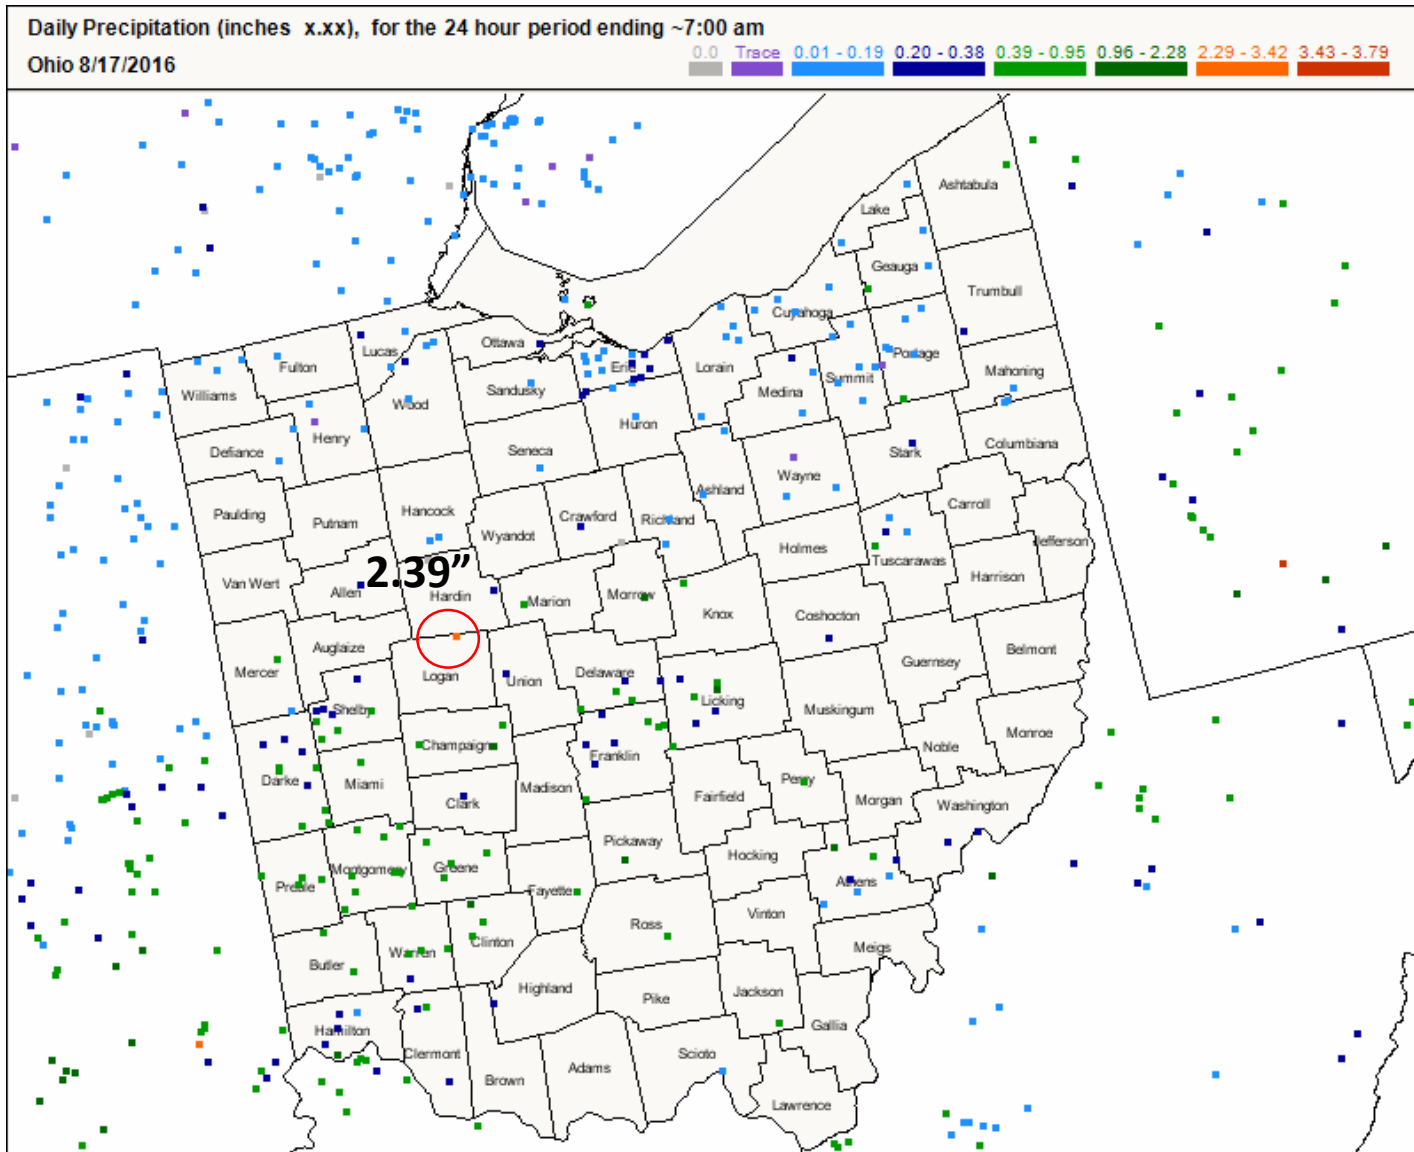 Daily Precipitation (inches x.xx), for the 24 hour period ending ~7:00 am
Ohio 8/17/2016
0.0 Trace 0.01 - 0.19 0.20 - 0.38 0.39 - 0.95 0.96 - 2.28 2.29 - 3.42 3.43 - 3.79
Ashtabula
Lake
Geauga
Trumbull
Cuyahoga
Ottawa
Lucas
Portage
Fulton
Erie
Lorain
Mahoning
Summit
Williams
Sandusky
Medina
Wood
Huron
Henry
Columbiana
Defiance
Seneca
Stark
Wayne
Ashland
Carroll
Hancock
Paulding
Crawford
Richland
Putnam
Wyandot
Jefferson
Holmes
Tuscarawas
2.39”
Harrison
Van Wert
Allen
Hardin
Marion
Morrow
Knox
Coshocton
Auglaize
Belmont
Guernsey
Mercer
Logan
Delaware
Union
Licking
Shelby
Muskingum
Monroe
Champaign
Noble
Franklin
Darke
Perry
Miami
Madison
Fairfield
Morgan
Clark
Washington
Pickaway
Hocking
Montgomery
Greene
Athens
Preble
Fayette
Vinton
Ross
Clinton
Meigs
Warren
Butler
Highland
Jackson
Pike
Gallia
Hamilton
Clermont
Scioto
Adams
Brown
Lawrence